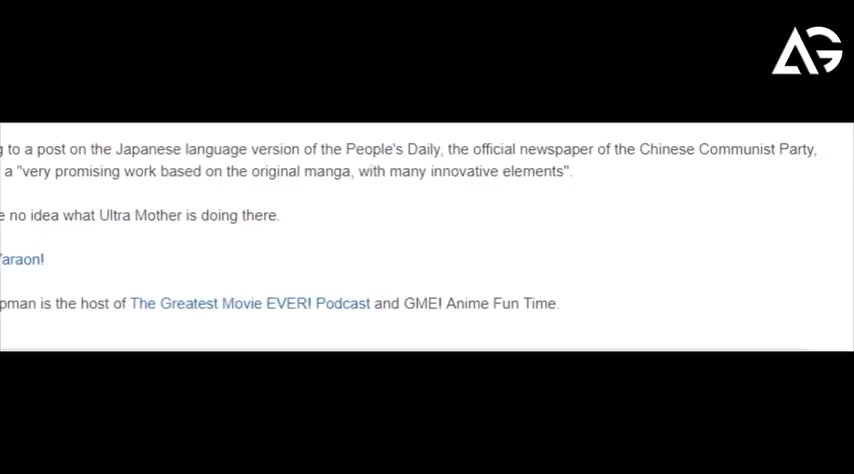 AG
to a post on the Japanese language version of the People's Daily, the official newspaper of the Chinese Communist Party,
a "very promising work based on the original manga, with many innovative elements".
no idea what Ultra Mother is doing there.
Yaraon!
pman is the host of The Greatest Movie EVER! Podcast and GME! Anime Fun Time.